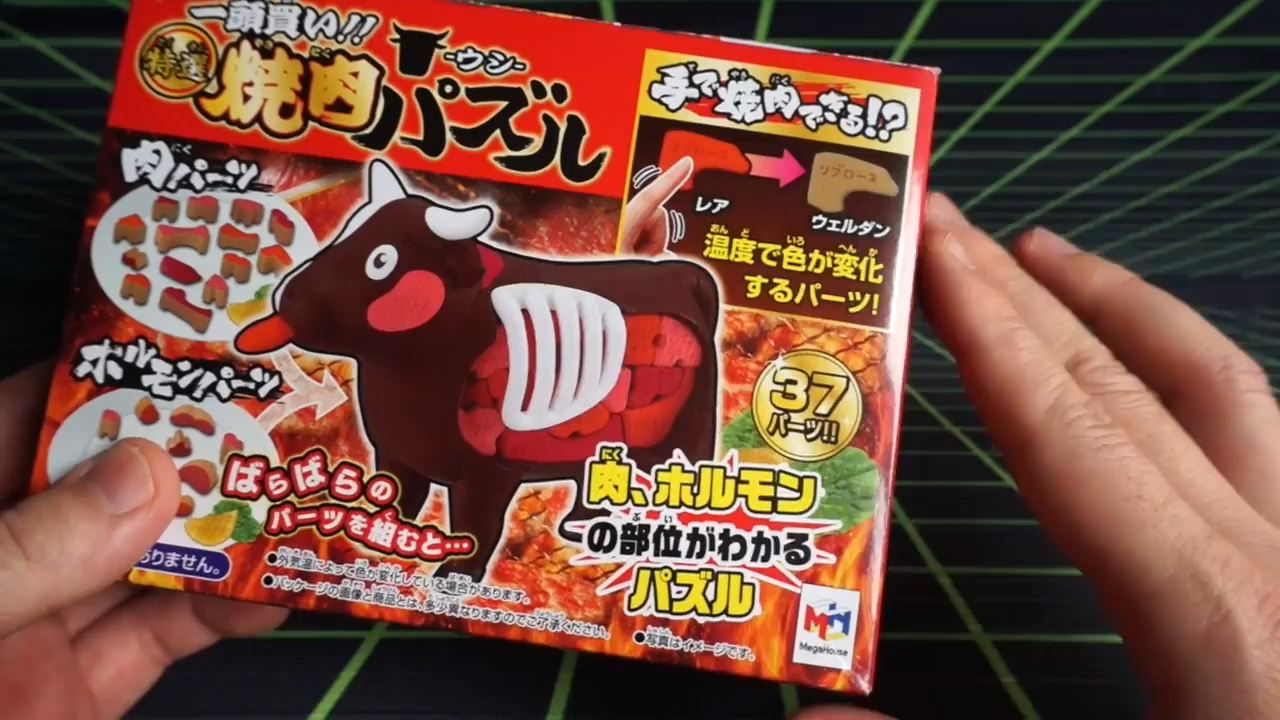 一頭買い!!
特選
焼肉
-ウシ-
パズル
手で焼肉できる!?
リブロース
レア
ウェルダン
温度で色が変化
するパーツ!
肉パーツ
ホルモンパーツ
37
パーツ!!
ばらばらの
パーツを組むと…
肉、ホルモン
の部位がわかる
パズル
ありません。
●外気温によって色が変化している場合があります。
●パッケージの画像と商品とは、多少異なりますのでご了承ください。
●写真はイメージです。
MegaHouse